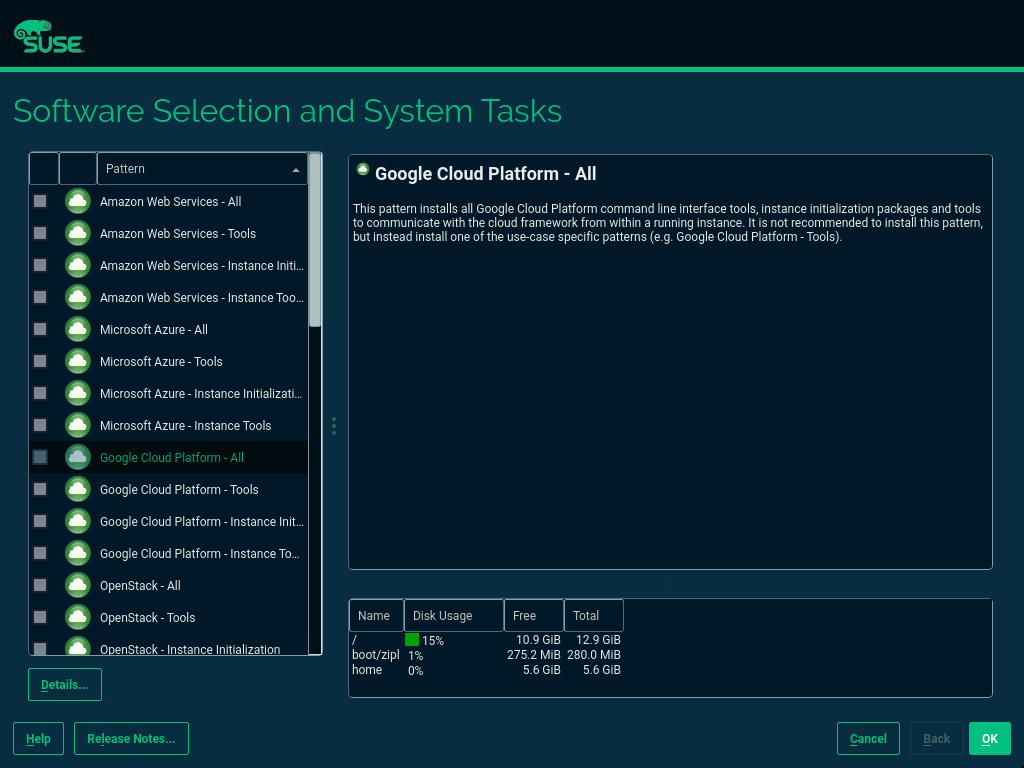 SUSE
Software Selection and System Tasks
Pattern
Amazon Web Services - All
Amazon Web Services - Tools
Amazon Web Services - Instance Initi...
Amazon Web Services - Instance Too...
Microsoft Azure - All
Microsoft Azure - Tools
Microsoft Azure - Instance Initializati...
Microsoft Azure - Instance Tools
Google Cloud Platform - All
Google Cloud Platform - Tools
Google Cloud Platform - Instance Init...
Google Cloud Platform - Instance To...
OpenStack - All
OpenStack - Tools
OpenStack - Instance Initialization
Details...
Google Cloud Platform - All
This pattern installs all Google Cloud Platform command line interface tools, instance initialization packages and tools
to communicate with the cloud framework from within a running instance. It is not recommended to install this pattern,
but instead install one of the use-case specific patterns (e.g. Google Cloud Platform - Tools).
Name Disk Usage Free Total
/ 15% 10.9 GiB 12.9 GiB
boot/zipl 1% 275.2 MiB 280.0 MiB
home 0% 5.6 GiB 5.6 GiB
Help Release Notes... Cancel Back OK